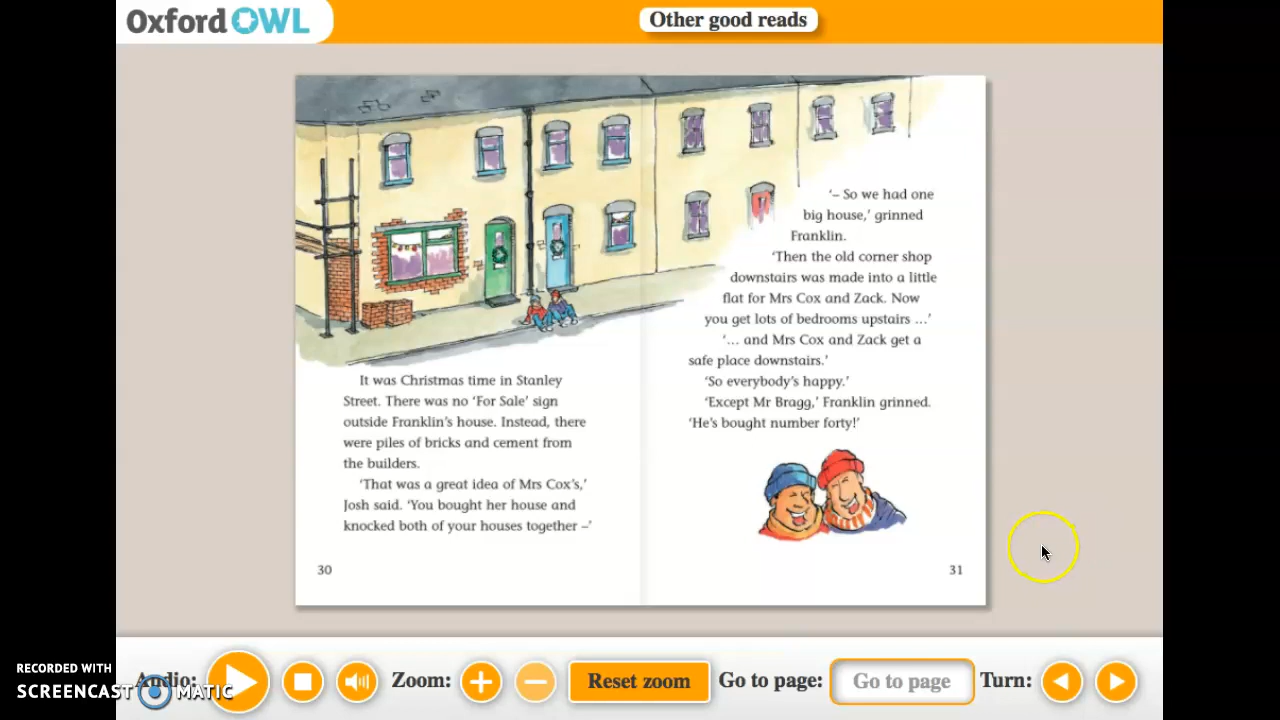 Oxford OWL
Other good reads
It was Christmas time in Stanley
Street. There was no ‘For Sale’ sign
outside Franklin’s house. Instead, there
were piles of bricks and cement from
the builders.
‘That was a great idea of Mrs Cox’s,’
Josh said. ‘You bought her house and
knocked both of your houses together –’
30
‘– So we had one
big house,’ grinned
Franklin.
‘Then the old corner shop
downstairs was made into a little
flat for Mrs Cox and Zack. Now
you get lots of bedrooms upstairs …’
‘… and Mrs Cox and Zack get a
safe place downstairs.’
‘So everybody’s happy.’
‘Except Mr Bragg,’ Franklin grinned.
‘He’s bought number forty!’
31
Audio:
Zoom:
Reset zoom
Go to page:
Go to page
Turn:
RECORDED WITH
SCREENCAST MATIC